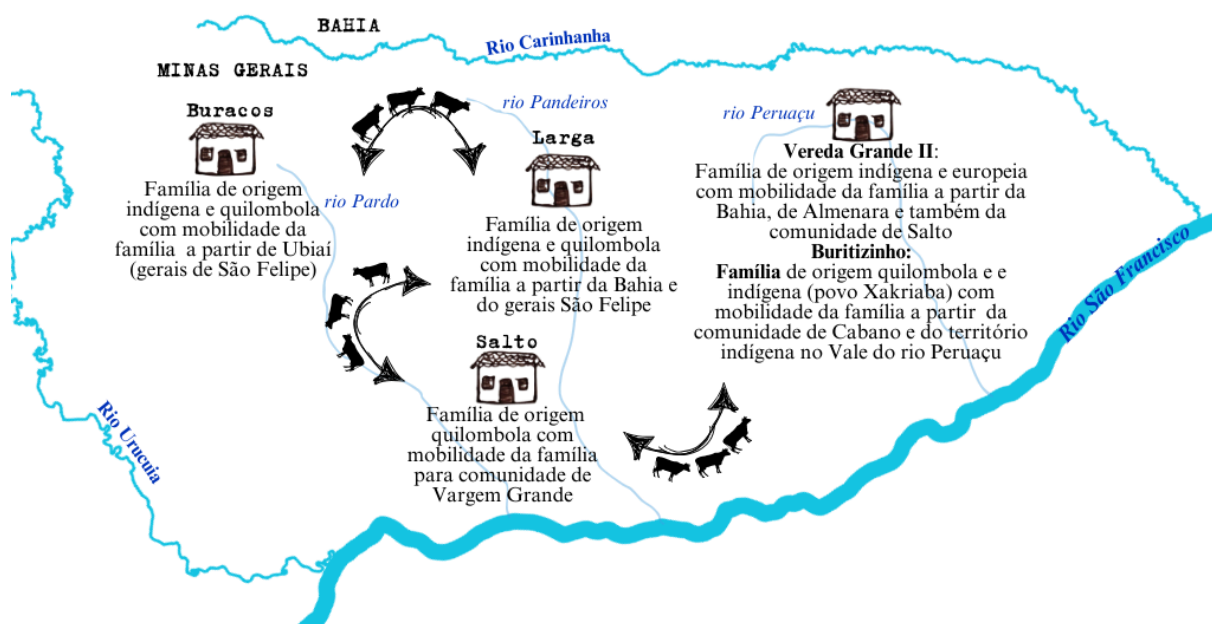 BAHIA
Rio Carinhanha
MINAS GERAIS
Buracos
Família de origem
indígena e quilombola
com mobilidade da
família a partir de Ubiaí
(gerais de São Felipe)
rio Pardo
rio Pandeiros
Larga
Família de origem
indígena e quilombola
com mobilidade da
família a partir da Bahia e
do gerais São Felipe
Salto
Família de origem
quilombola com
mobilidade da família
para comunidade de
Vargem Grande
rio Peruaçu
Vereda Grande II:
Família de origem indígena e europeia
com mobilidade da família a partir da
Bahia, de Almenara e também da
comunidade de Salto
Buritizinho:
Família de origem quilombola e e
indígena (povo Xakriaba) com
mobilidade da família a partir da
comunidade de Cabano e do território
indígena no Vale do rio Peruaçu
Rio São Francisco
Rio Urucuia